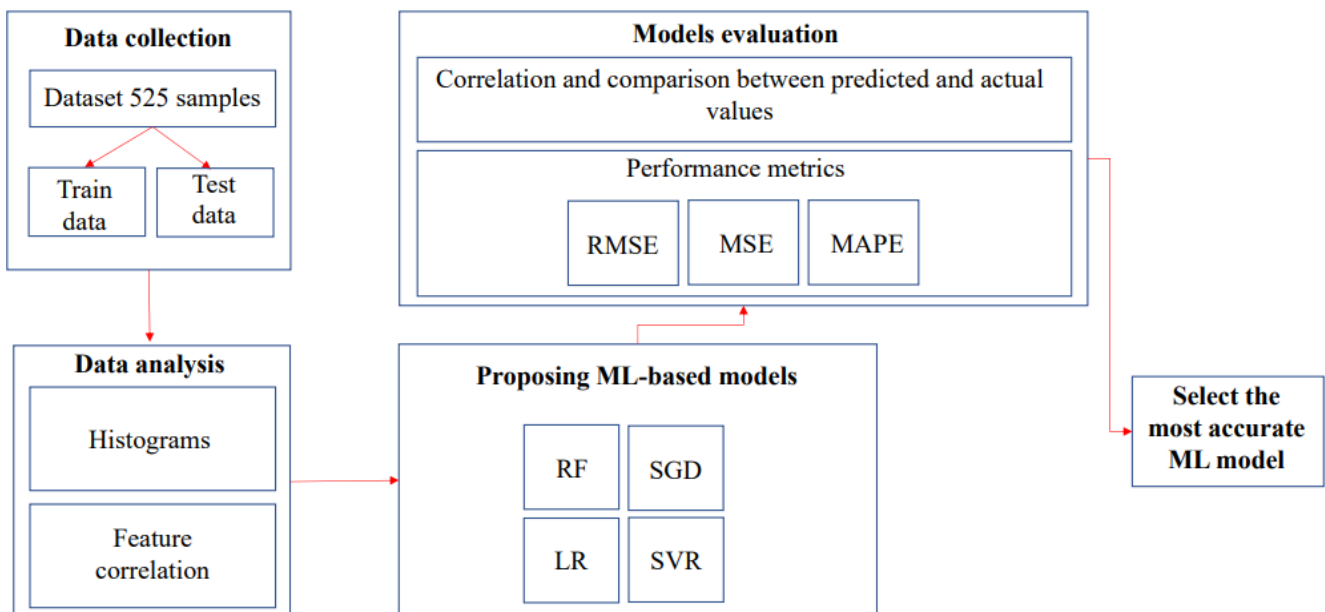 Data collection
Dataset 525 samples
Train
data
Test
data
Data analysis
Histograms
Feature
correlation
Proposing ML-based models
RF
SGD
LR
SVR
Models evaluation
Correlation and comparison between predicted and actual
values
Performance metrics
RMSE
MSE
MAPE
Select the
most accurate
ML model